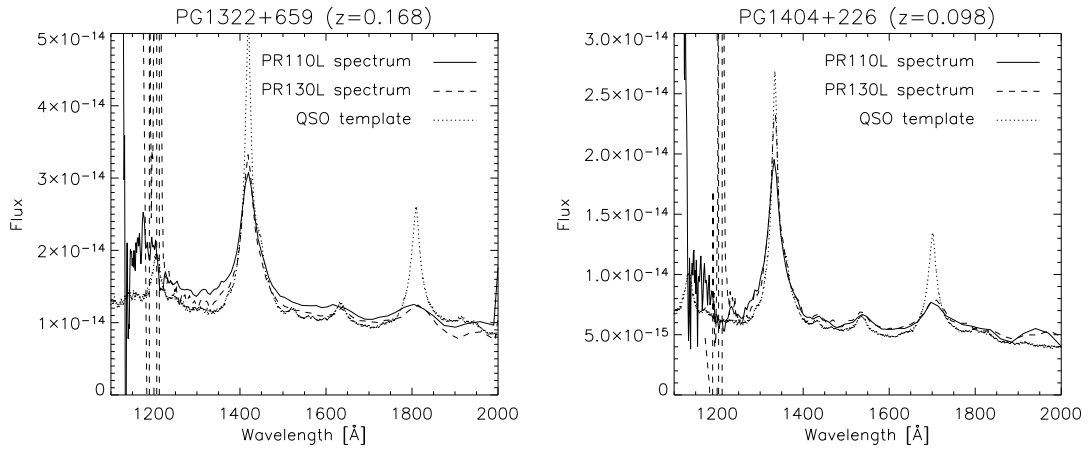 PG1322+659 (z=0.168)
5×10⁻¹⁴
4×10⁻¹⁴
3×10⁻¹⁴
2×10⁻¹⁴
1×10⁻¹⁴
0
Flux
PR110L spectrum
PR130L spectrum
QSO template
1200 1400 1600 1800 2000
Wavelength [Å]
PG1404+226 (z=0.098)
3.0×10⁻¹⁴
2.5×10⁻¹⁴
2.0×10⁻¹⁴
1.5×10⁻¹⁴
1.0×10⁻¹⁴
5.0×10⁻¹⁵
0
Flux
PR110L spectrum
PR130L spectrum
QSO template
1200 1400 1600 1800 2000
Wavelength [Å]